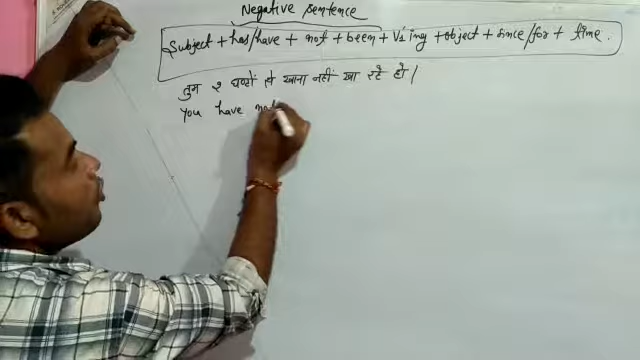 Negative sentence
Subject + has/have + not + been + V1 ing + object + since/for + time.
तुम २ घण्टों से खाना नहीं खा रहे हो।
You have not